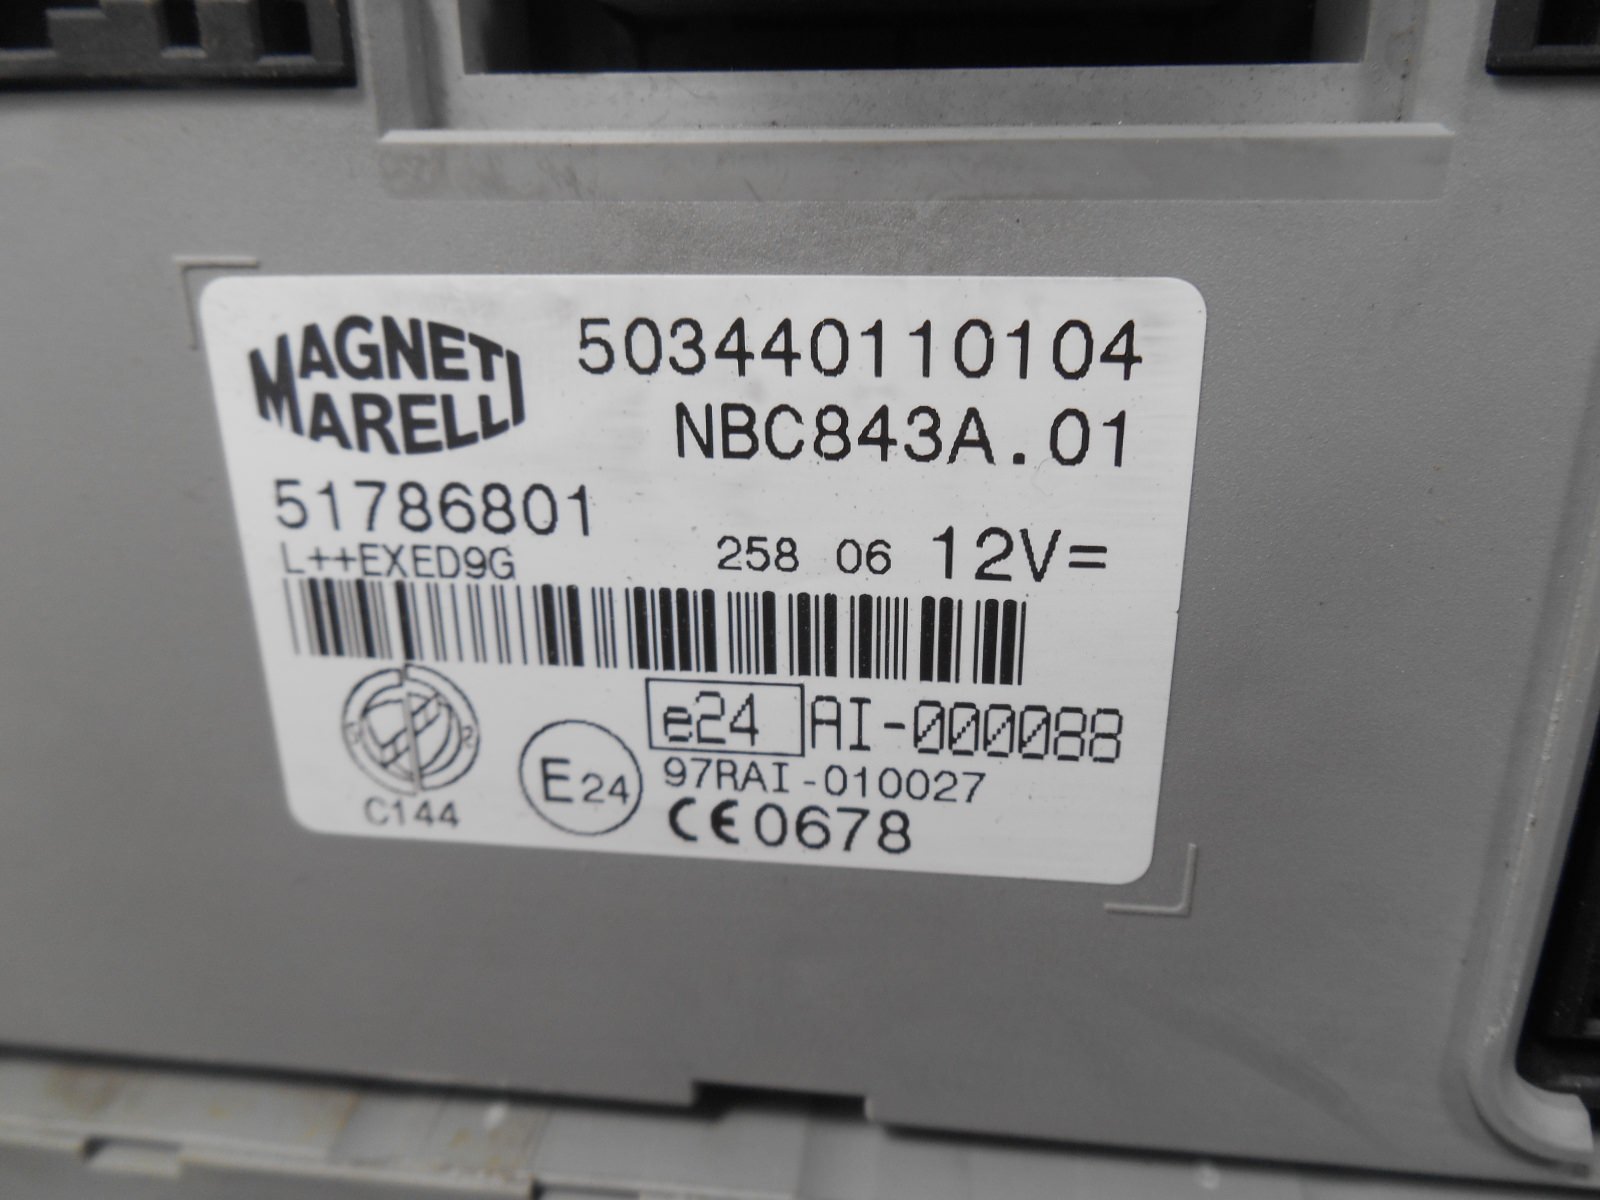 MAGNETI
MARELLI
503440110104
NBC843A.01
51786801
L++EXED9G
258 06 12V=
e24 AI-000088
E24 97RAI-010027
C144
CE0678